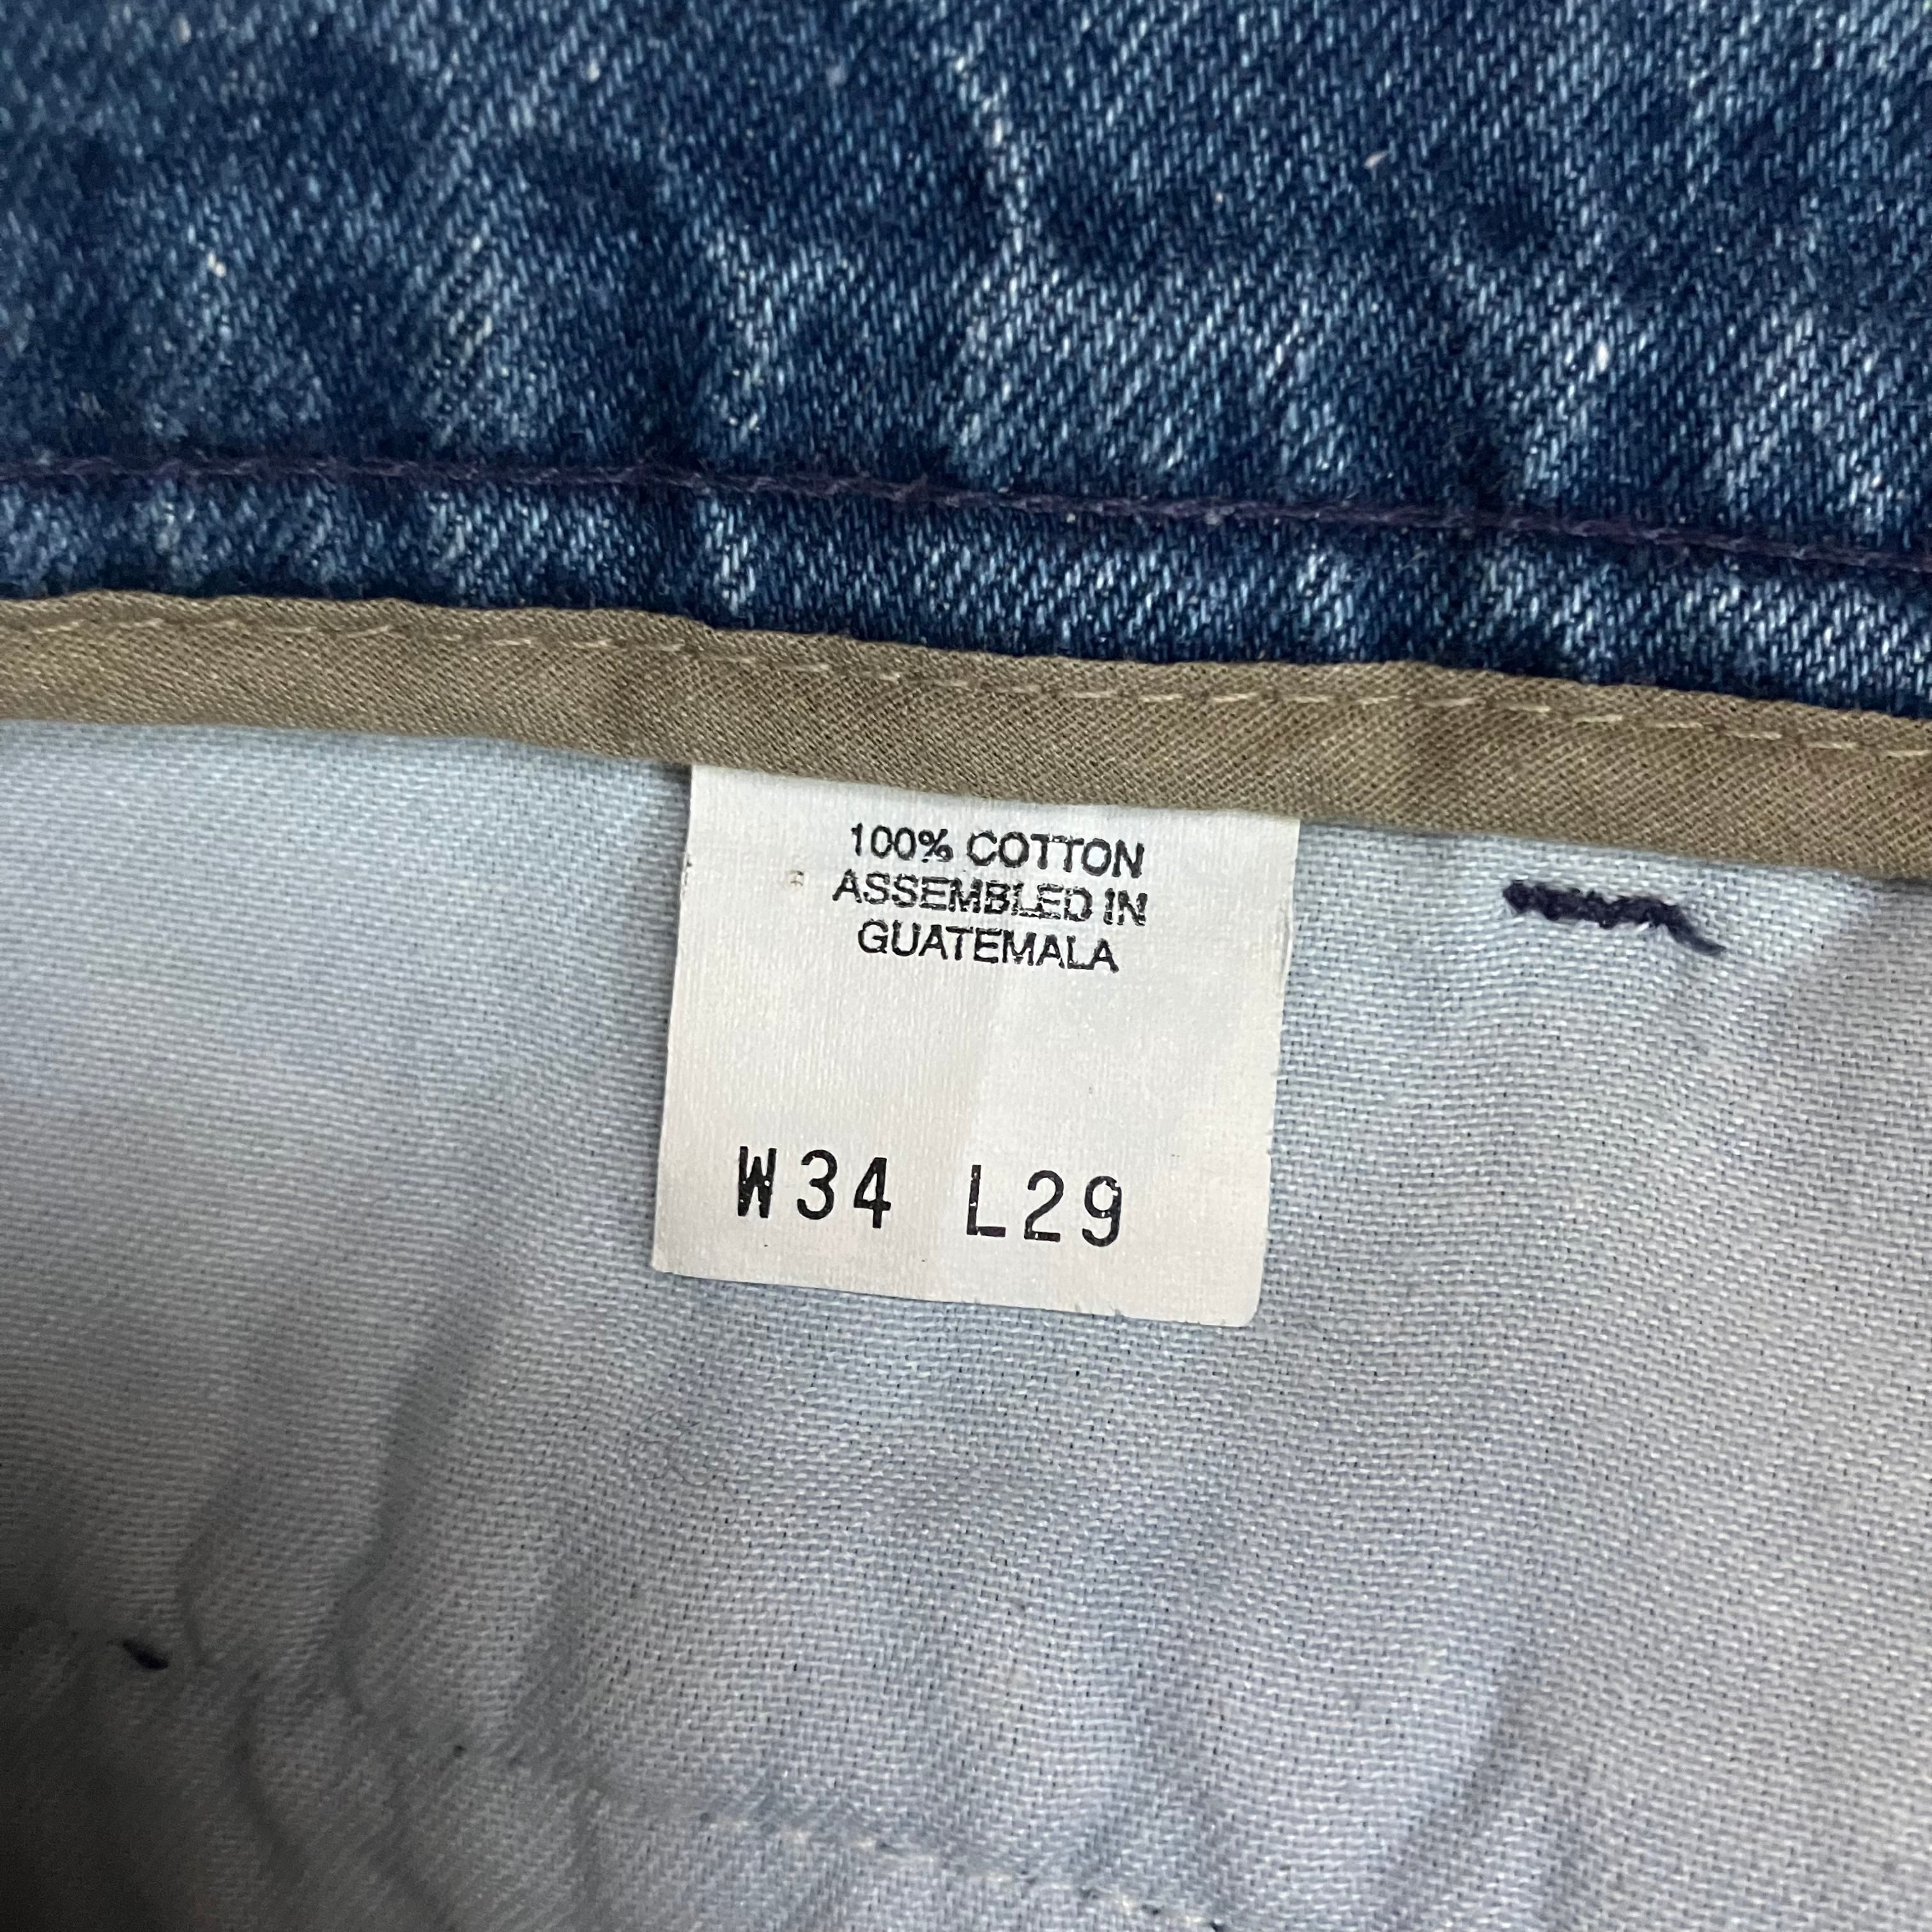 100% COTTON
ASSEMBLED IN
GUATEMALA
W34 L29